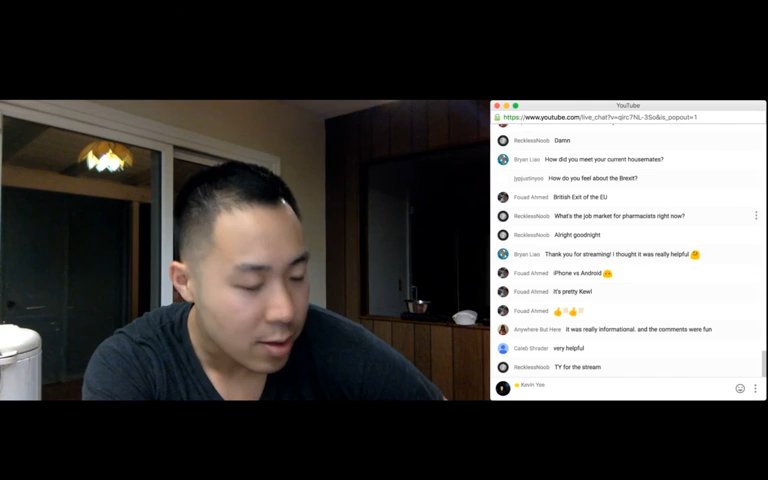 YouTube
https://www.youtube.com/live_chat?v=qirc7NL-3So&is_popout=1
RecklessNoob Damn
Bryan Liao How did you meet your current housemates?
jypjustinyoo How do you feel about the Brexit?
Fouad Ahmed British Exit of the EU
RecklessNoob What's the job market for pharmacists right now?
RecklessNoob Alright goodnight
Bryan Liao Thank you for streaming! I thought it was really helpful 🤗
Fouad Ahmed iPhone vs Android 🤗
Fouad Ahmed It's pretty Kewl
Fouad Ahmed 👍🏼👍🏼
Anywhere But Here it was really informational. and the comments were fun
Caleb Shrader very helpful
RecklessNoob TY for the stream
Kevin Yee